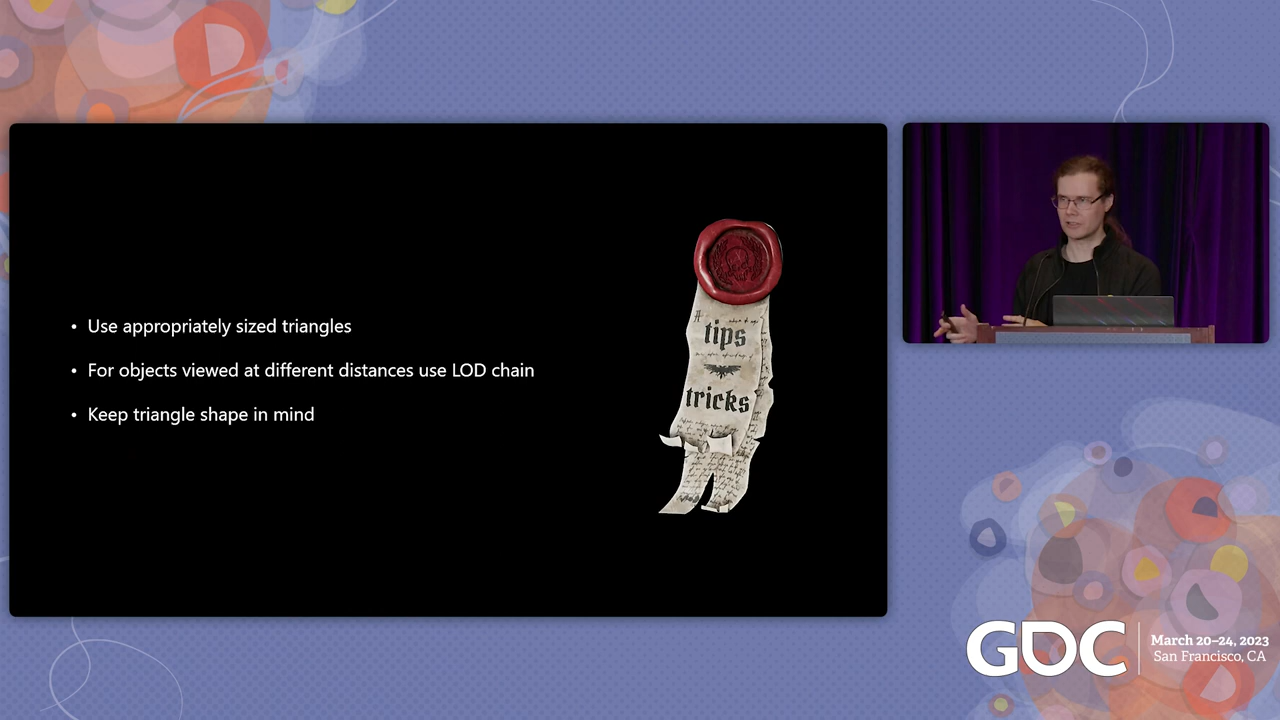 • Use appropriately sized triangles
• For objects viewed at different distances use LOD chain
• Keep triangle shape in mind
tips
tricks
GDC
March 20–24, 2023
San Francisco, CA